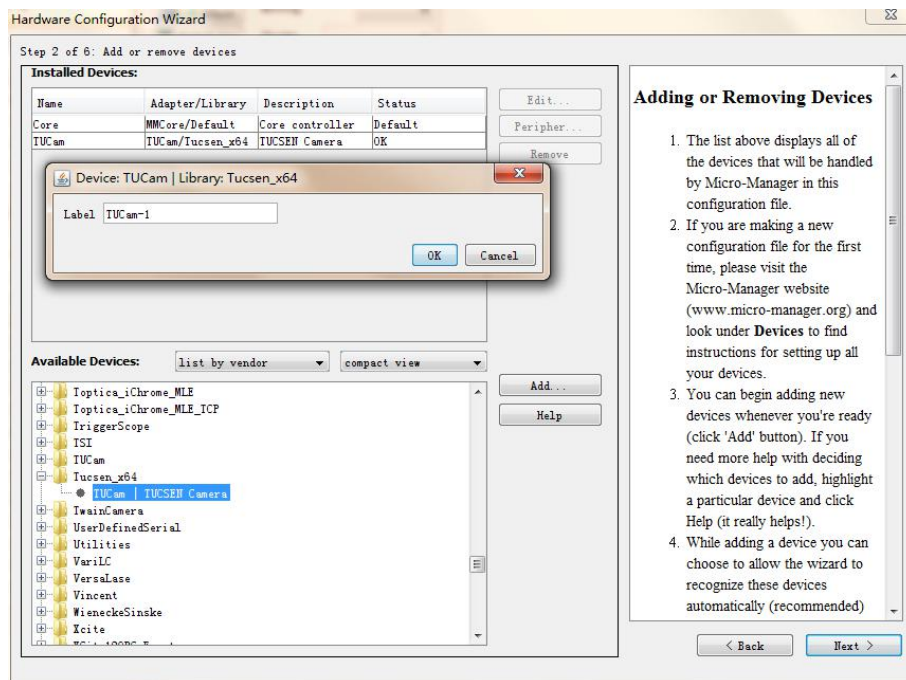 Hardware Configuration Wizard
Step 2 of 6: Add or remove devices
Installed Devices:
Name Adapter/Library Description Status
Core MMCore/Default Core controller Default
TUCam TUCam/Tucsen_x64 TUCSEN Camera OK
Edit...
Peripher...
Remove
Device: TUCam | Library: Tucsen_x64
Label TUCam-1
OK Cancel
Available Devices: list by vendor compact view
Toptica_iChrome_MLE
Toptica_iChrome_MLE_TCP
TriggerScope
TSI
TUCam
Tucsen_x64
TUCam | TUCSEN Camera
TwainCamera
UserDefinedSerial
Utilities
VariLC
VersaLase
Vincent
WieneckeSinske
Xcite
Add...
Help
Adding or Removing Devices
1. The list above displays all of
the devices that will be handled
by Micro-Manager in this
configuration file.
2. If you are making a new
configuration file for the first
time, please visit the
Micro-Manager website
(www.micro-manager.org) and
look under Devices to find
instructions for setting up all
your devices.
3. You can begin adding new
devices whenever you're ready
(click 'Add' button). If you
need more help with deciding
which devices to add, highlight
a particular device and click
Help (it really helps!).
4. While adding a device you can
choose to allow the wizard to
recognize these devices
automatically (recommended)
< Back Next >